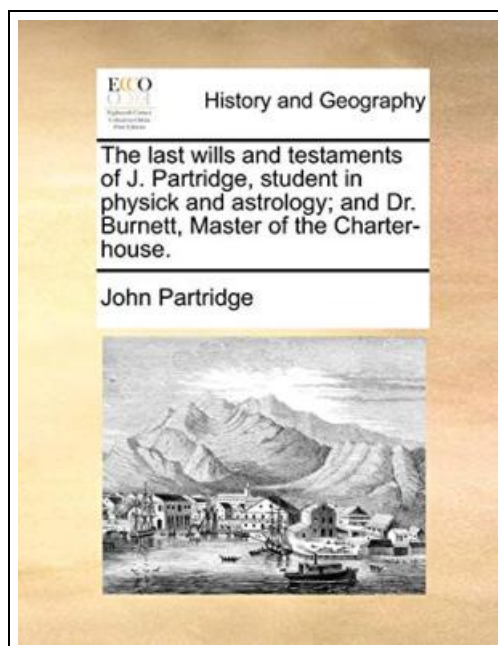 ECCO
History and Geography
The last wills and testaments
of J. Partridge, student in
physick and astrology; and Dr.
Burnett, Master of the Charter-
house.
John Partridge